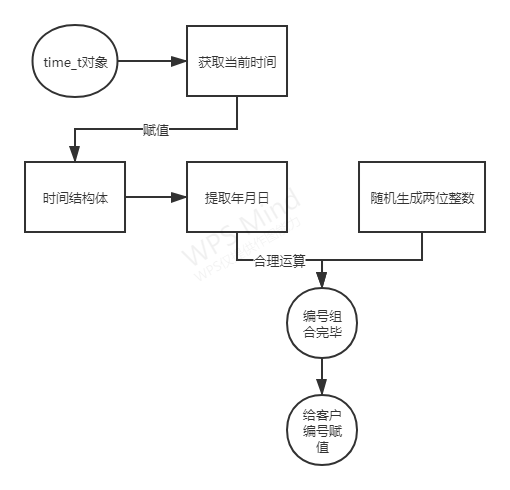 time_t对象
获取当前时间
赋值
时间结构体
提取年月日
随机生成两位整数
WPS Mind
合理运算
编号组
合完毕
给客户
编号赋
值